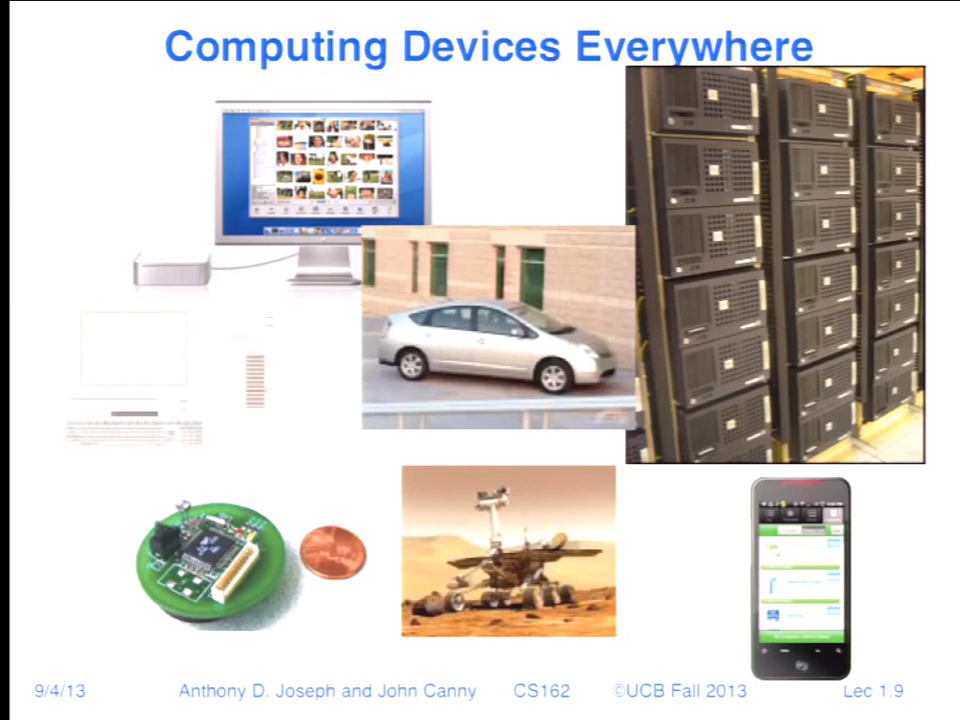 Computing Devices Everywhere
9/4/13 Anthony D. Joseph and John Canny CS162 ©UCB Fall 2013 Lec 1.9